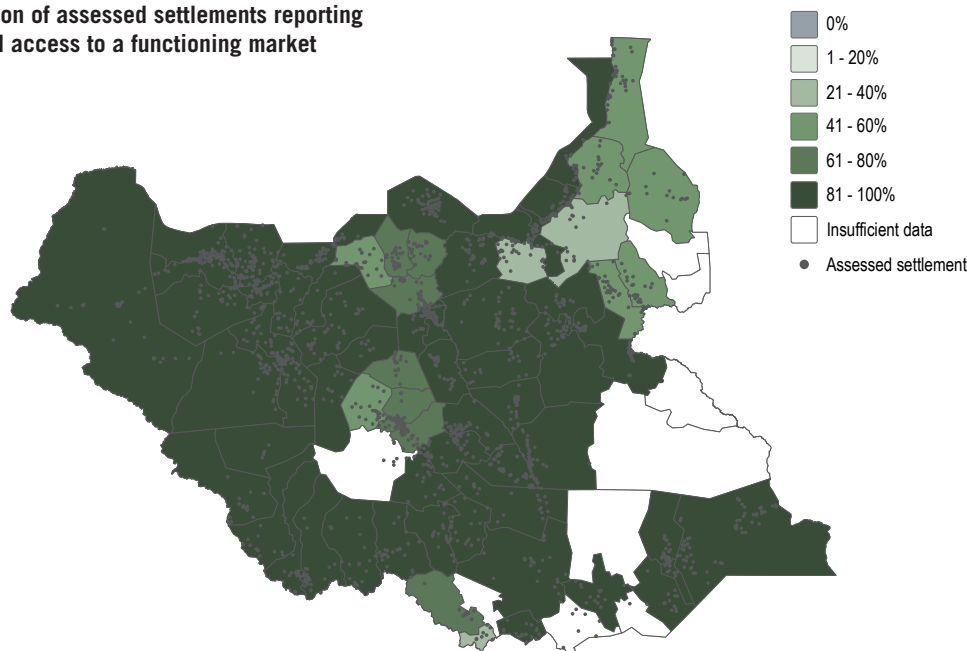 on of assessed settlements reporting
access to a functioning market
0%
1 - 20%
21 - 40%
41 - 60%
61 - 80%
81 - 100%
Insufficient data
Assessed settlement